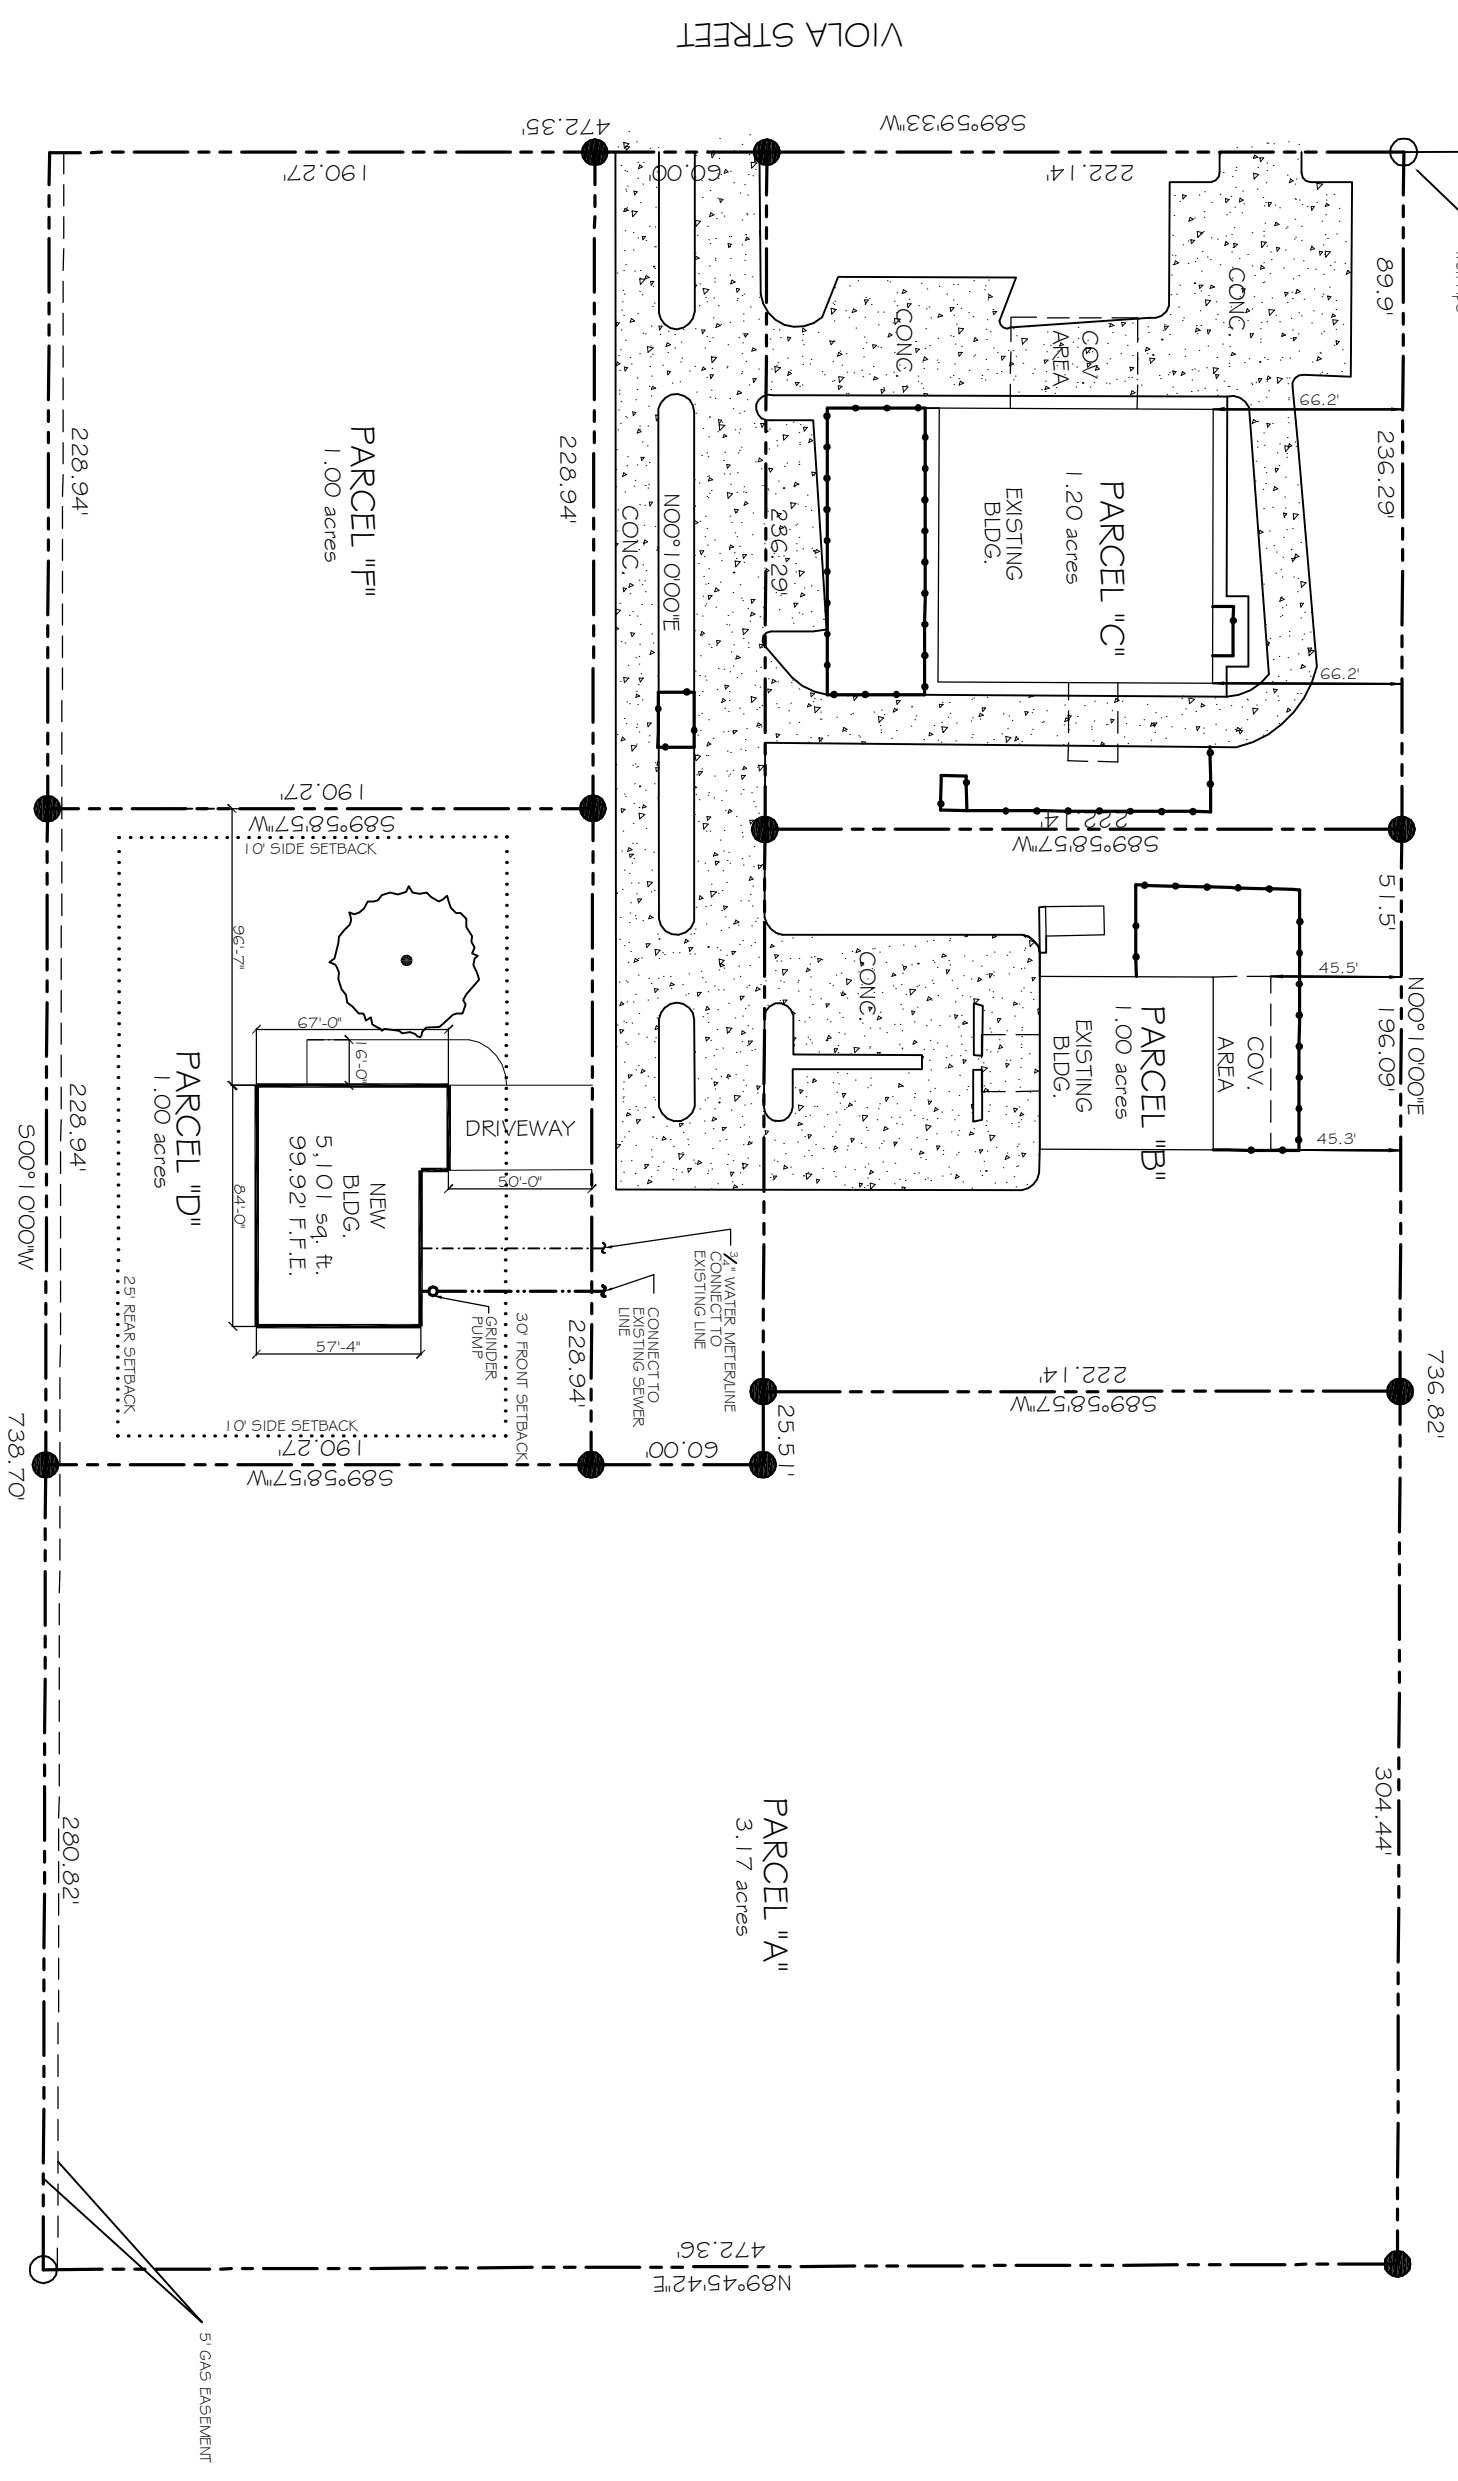 VIOLA STREET
472.35'
S89°59'33"W
190.27'
60.00'
222.14'
89.9'
CONC.
CONC.
COV.
AREA
66.2'
228.94'
PARCEL "F"
1.00 acres
228.94'
CONC.
N00°10'00"E
236.29'
EXISTING
BLDG.
PARCEL "C"
1.20 acres
236.29'
66.2'
190.27'
S89°58'57"W
10' SIDE SETBACK
222.14'
S89°58'57"W
51.5'
96'-7"
67'-0"
16'-0"
CONC.
45.5'
N00°10'00"E
196.09'
PARCEL "B"
1.00 acres
EXISTING
BLDG.
COV.
AREA
45.3'
PARCEL "D"
1.00 acres
228.94'
S00°10'00"W
DRIVEWAY
50'-0"
NEW
BLDG.
5,101 sq. ft.
99.92' F.F.E.
84'-0"
57'-4"
25' REAR SETBACK
30' FRONT SETBACK
GRINDER
PUMP
228.94'
3/4" WATER METER/LINE
CONNECT TO
EXISTING LINE
CONNECT TO
EXISTING SEWER
LINE
10' SIDE SETBACK
190.27'
S89°58'57"W
60.00'
25.51'
222.14'
S89°58'57"W
736.82'
738.70'
PARCEL "A"
3.17 acres
304.44'
280.82'
472.36'
N89°45'42"E
5' GAS EASEMENT